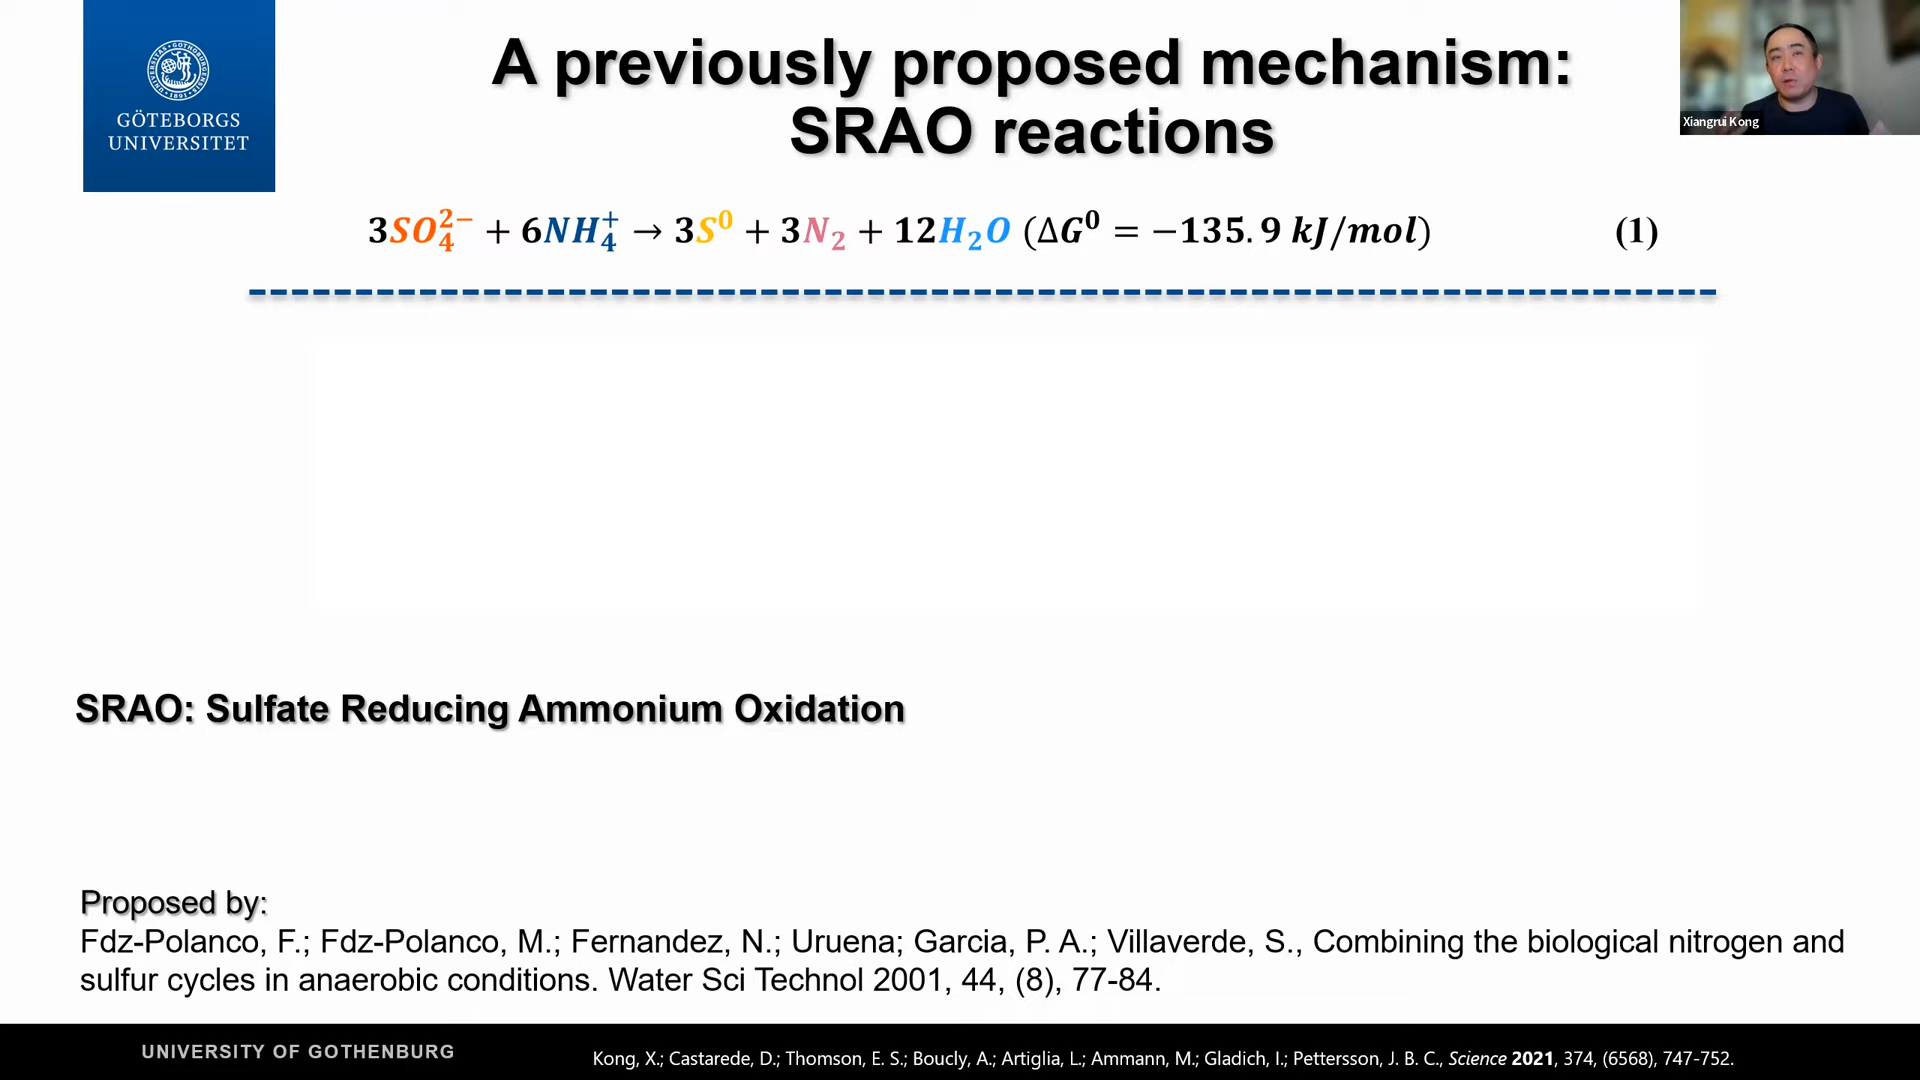 GÖTEBORGS
UNIVERSITET
A previously proposed mechanism:
SRAO reactions
Xiangrui Kong
3SO₄²⁻ + 6NH₄⁺ → 3S⁰ + 3N₂ + 12H₂O (ΔG⁰ = −135.9 kJ/mol) (1)
SRAO: Sulfate Reducing Ammonium Oxidation
Proposed by:
Fdz-Polanco, F.; Fdz-Polanco, M.; Fernandez, N.; Uruena; Garcia, P. A.; Villaverde, S., Combining the biological nitrogen and
sulfur cycles in anaerobic conditions. Water Sci Technol 2001, 44, (8), 77-84.
UNIVERSITY OF GOTHENBURG
Kong, X.; Castarede, D.; Thomson, E. S.; Boucly, A.; Artiglia, L.; Ammann, M.; Gladich, I.; Pettersson, J. B. C., Science 2021, 374, (6568), 747-752.